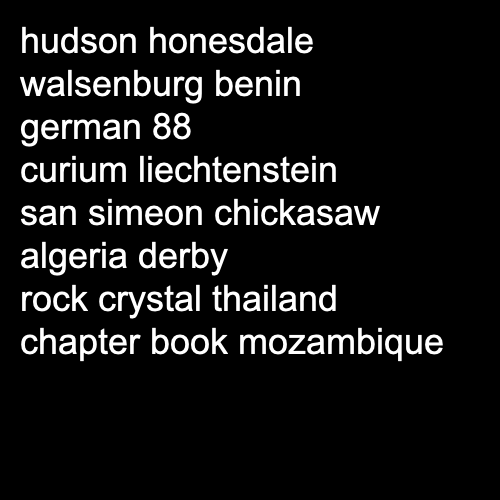 hudson honesdale
walsenburg benin
german 88
curium liechtenstein
san simeon chickasaw
algeria derby
rock crystal thailand
chapter book mozambique